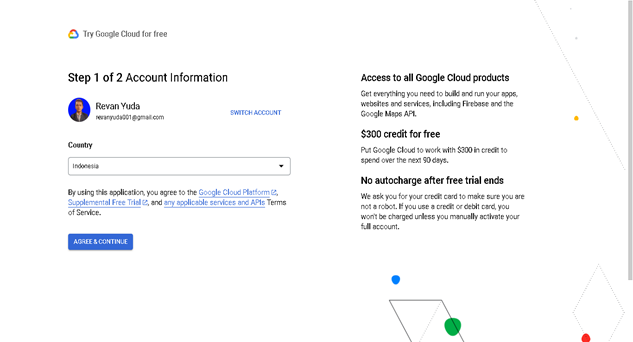 Try Google Cloud for free
Step 1 of 2 Account Information
Revan Yuda
revanyuda001@gmail.com
SWITCH ACCOUNT
Country
Indonesia
By using this application, you agree to the Google Cloud Platform,
Supplemental Free Trial, and any applicable services and APIs Terms
of Service.
AGREE & CONTINUE
Access to all Google Cloud products
Get everything you need to build and run your apps,
websites and services, including Firebase and the
Google Maps API.
$300 credit for free
Put Google Cloud to work with $300 in credit to
spend over the next 90 days.
No autocharge after free trial ends
We ask you for your credit card to make sure you are
not a robot. If you use a credit or debit card, you
won't be charged unless you manually activate your
full account.